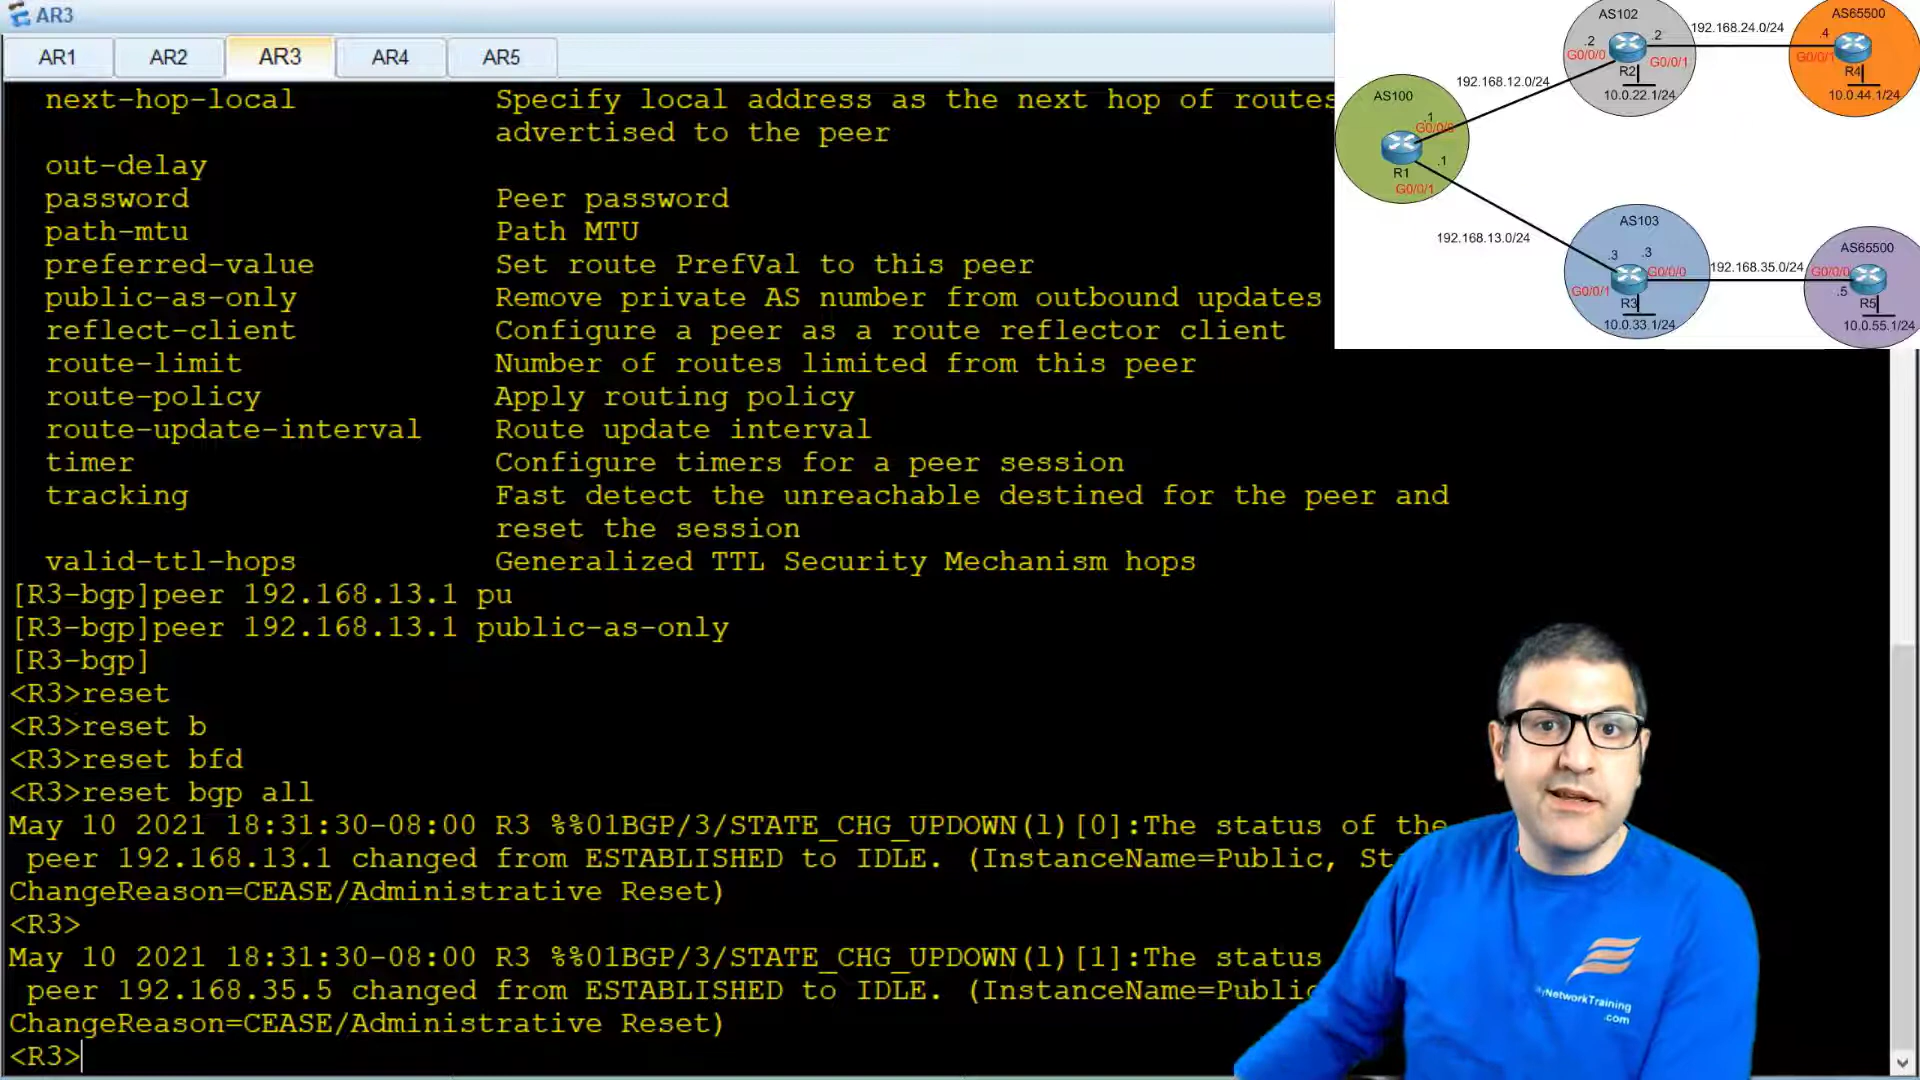 AR3
AR1
AR2
AR3
AR4
AR5
next-hop-local Specify local address as the next hop of routes
advertised to the peer
out-delay
password Peer password
path-mtu Path MTU
preferred-value Set route PrefVal to this peer
public-as-only Remove private AS number from outbound updates
reflect-client Configure a peer as a route reflector client
route-limit Number of routes limited from this peer
route-policy Apply routing policy
route-update-interval Route update interval
timer Configure timers for a peer session
tracking Fast detect the unreachable destined for the peer and
reset the session
valid-ttl-hops Generalized TTL Security Mechanism hops
[R3-bgp]peer 192.168.13.1 pu
[R3-bgp]peer 192.168.13.1 public-as-only
[R3-bgp]
<R3>reset
<R3>reset b
<R3>reset bfd
<R3>reset bgp all
May 10 2021 18:31:30-08:00 R3 %%01BGP/3/STATE_CHG_UPDOWN(l)[0]:The status of the
peer 192.168.13.1 changed from ESTABLISHED to IDLE. (InstanceName=Public,
ChangeReason=CEASE/Administrative Reset)
<R3>
May 10 2021 18:31:30-08:00 R3 %%01BGP/3/STATE_CHG_UPDOWN(l)[1]:The status
peer 192.168.35.5 changed from ESTABLISHED to IDLE. (InstanceName=Public
ChangeReason=CEASE/Administrative Reset)
<R3>
AS102
192.168.24.0/24
AS65500
.2
.2
.4
G0/0/0
G0/0/1
G0/0/1
R2
R4
10.0.22.1/24
10.0.44.1/24
192.168.12.0/24
AS100
.1
G0/0/0
.1
R1
G0/0/1
192.168.13.0/24
AS103
AS65500
.3
.3
G0/0/0
192.168.35.0/24
G0/0/0
G0/0/1
.5
R3
R5
10.0.33.1/24
10.0.55.1/24
MyNetworkTraining
.com